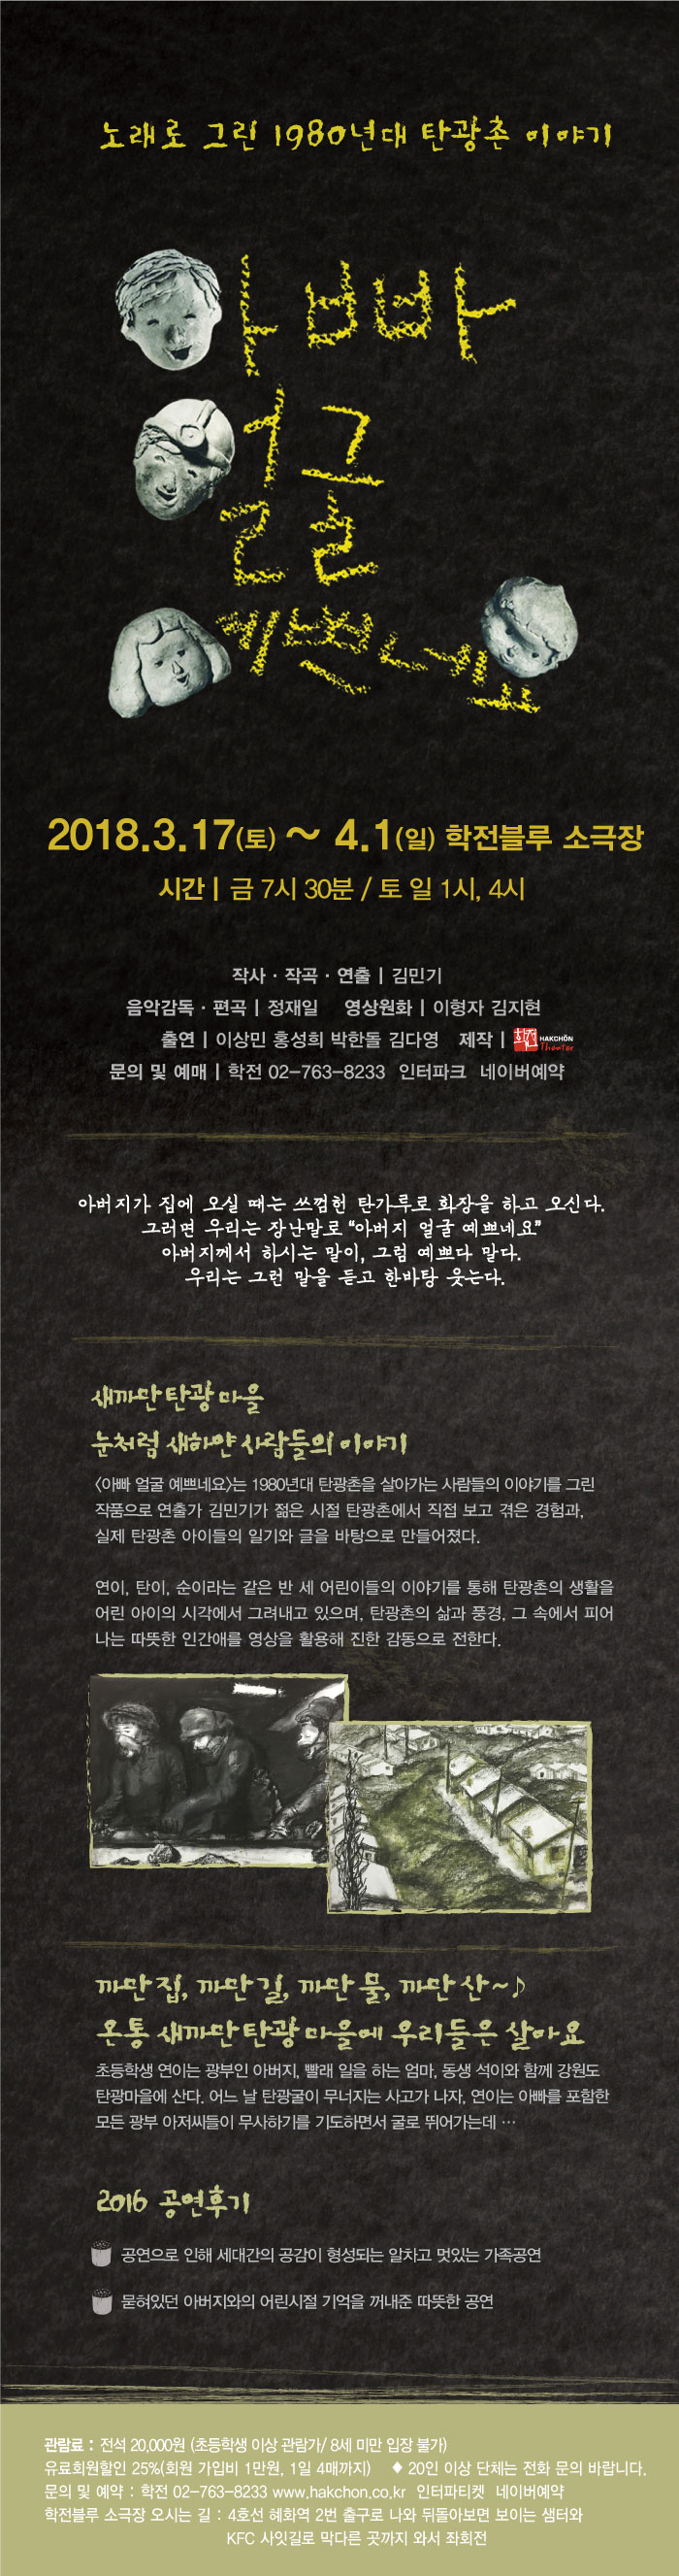 노래로 그린 1980년대 탄광촌 이야기
아빠
얼굴
예쁘네요
2018.3.17(토) ~ 4.1(일) 학전블루 소극장
시간 | 금 7시 30분 / 토 일 1시, 4시
작사 · 작곡 · 연출 | 김민기
음악감독 · 편곡 | 정재일 영상원화 | 이형자 김지현
출연 | 이상민 홍성희 박한돌 김다영 제작 | 학전 HAKCHÖN Theater
문의 및 예매 | 학전 02-763-8233 인터파크 네이버예약
아버지가 집에 오실 때는 쓰껌헌 탄가루로 화장을 하고 오신다.
그러면 우리는 장난말로 “아버지 얼굴 예쁘네요”
아버지께서 하시는 말이, 그럼 예쁘다 말다.
우리는 그런 말을 듣고 한바탕 웃는다.
새까만 탄광 마을
눈처럼 새하얀 사람들의 이야기
<아빠 얼굴 예쁘네요>는 1980년대 탄광촌을 살아가는 사람들의 이야기를 그린
작품으로 연출가 김민기가 젊은 시절 탄광촌에서 직접 보고 겪은 경험과,
실제 탄광촌 아이들의 일기와 글을 바탕으로 만들어졌다.
연이, 탄이, 순이라는 같은 반 세 어린이들의 이야기를 통해 탄광촌의 생활을
어린 아이의 시각에서 그려내고 있으며, 탄광촌의 삶과 풍경, 그 속에서 피어
나는 따뜻한 인간애를 영상을 활용해 진한 감동으로 전한다.
까만 집, 까만 길, 까만 물, 까만 산~♪
온통 새까만 탄광 마을에 우리들은 살아요
초등학생 연이는 광부인 아버지, 빨래 일을 하는 엄마, 동생 석이와 함께 강원도
탄광마을에 산다. 어느 날 탄광굴이 무너지는 사고가 나자, 연이는 아빠를 포함한
모든 광부 아저씨들이 무사하기를 기도하면서 굴로 뛰어가는데 …
2016 공연후기
공연으로 인해 세대간의 공감이 형성되는 알차고 멋있는 가족공연
묻혀있던 아버지와의 어린시절 기억을 꺼내준 따뜻한 공연
관람료 : 전석 20,000원 (초등학생 이상 관람가/ 8세 미만 입장 불가)
유료회원할인 25%(회원 가입비 1만원, 1일 4매까지) ♦ 20인 이상 단체는 전화 문의 바랍니다.
문의 및 예약 : 학전 02-763-8233 www.hakchon.co.kr 인터파티켓 네이버예약
학전블루 소극장 오시는 길 : 4호선 혜화역 2번 출구로 나와 뒤돌아보면 보이는 샘터와
KFC 사잇길로 막다른 곳까지 와서 좌회전